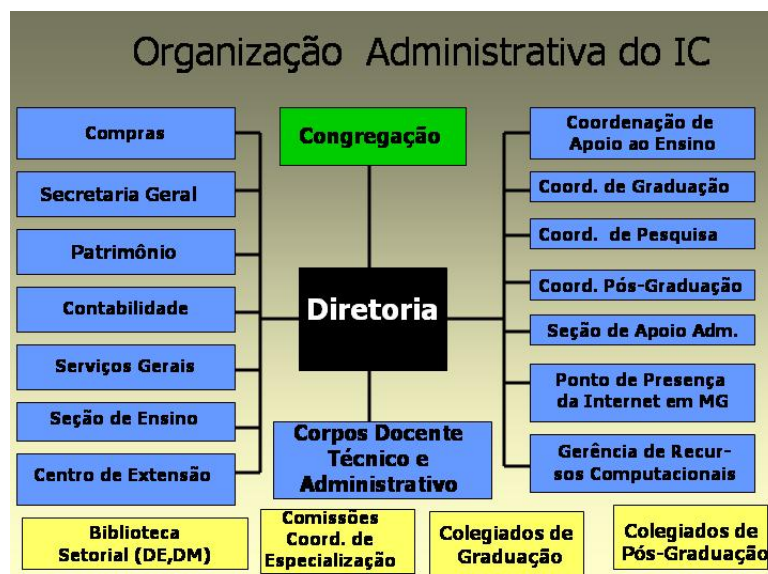 Organização Administrativa do IC
Compras
Secretaria Geral
Patrimônio
Contabilidade
Serviços Gerais
Seção de Ensino
Centro de Extensão
Congregação
Diretoria
Corpos Docente
Técnico e
Administrativo
Coordenação de
Apoio ao Ensino
Coord. de Graduação
Coord. de Pesquisa
Coord. Pós-Graduação
Seção de Apoio Adm.
Ponto de Presença
da Internet em MG
Gerência de Recur-
sos Computacionais
Biblioteca
Setorial (DE,DM)
Comissões
Coord. de
Especialização
Colegiados de
Graduação
Colegiados de
Pós-Graduação